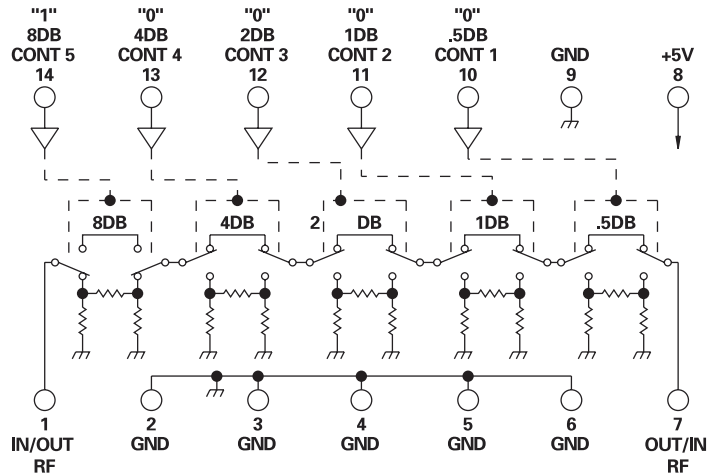 "1" "0" "0" "0" "0"
8DB 4DB 2DB 1DB .5DB
CONT 5 CONT 4 CONT 3 CONT 2 CONT 1 GND +5V
14 13 12 11 10 9 8
8DB 4DB 2 DB 1DB .5DB
1 2 3 4 5 6 7
IN/OUT GND GND GND GND GND OUT/IN
RF RF